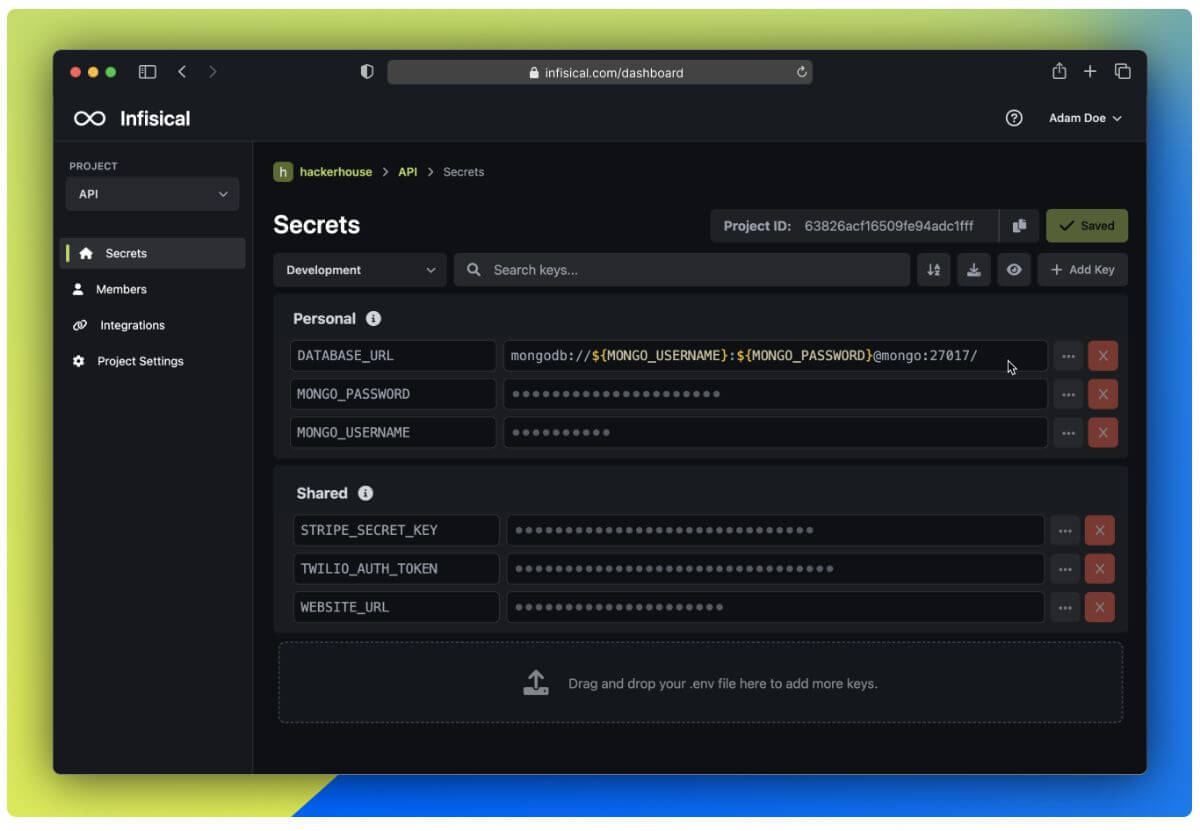 infisical.com/dashboard
Infisical
Adam Doe
PROJECT
API
Secrets
Members
Integrations
Project Settings
h hackerhouse > API > Secrets
Secrets
Project ID: 63826acf16509fe94adc1fff
Saved
Development
Search keys...
+ Add Key
Personal
DATABASE_URL mongodb://${MONGO_USERNAME}:${MONGO_PASSWORD}@mongo:27017/
MONGO_PASSWORD
MONGO_USERNAME
Shared
STRIPE_SECRET_KEY
TWILIO_AUTH_TOKEN
WEBSITE_URL
Drag and drop your .env file here to add more keys.